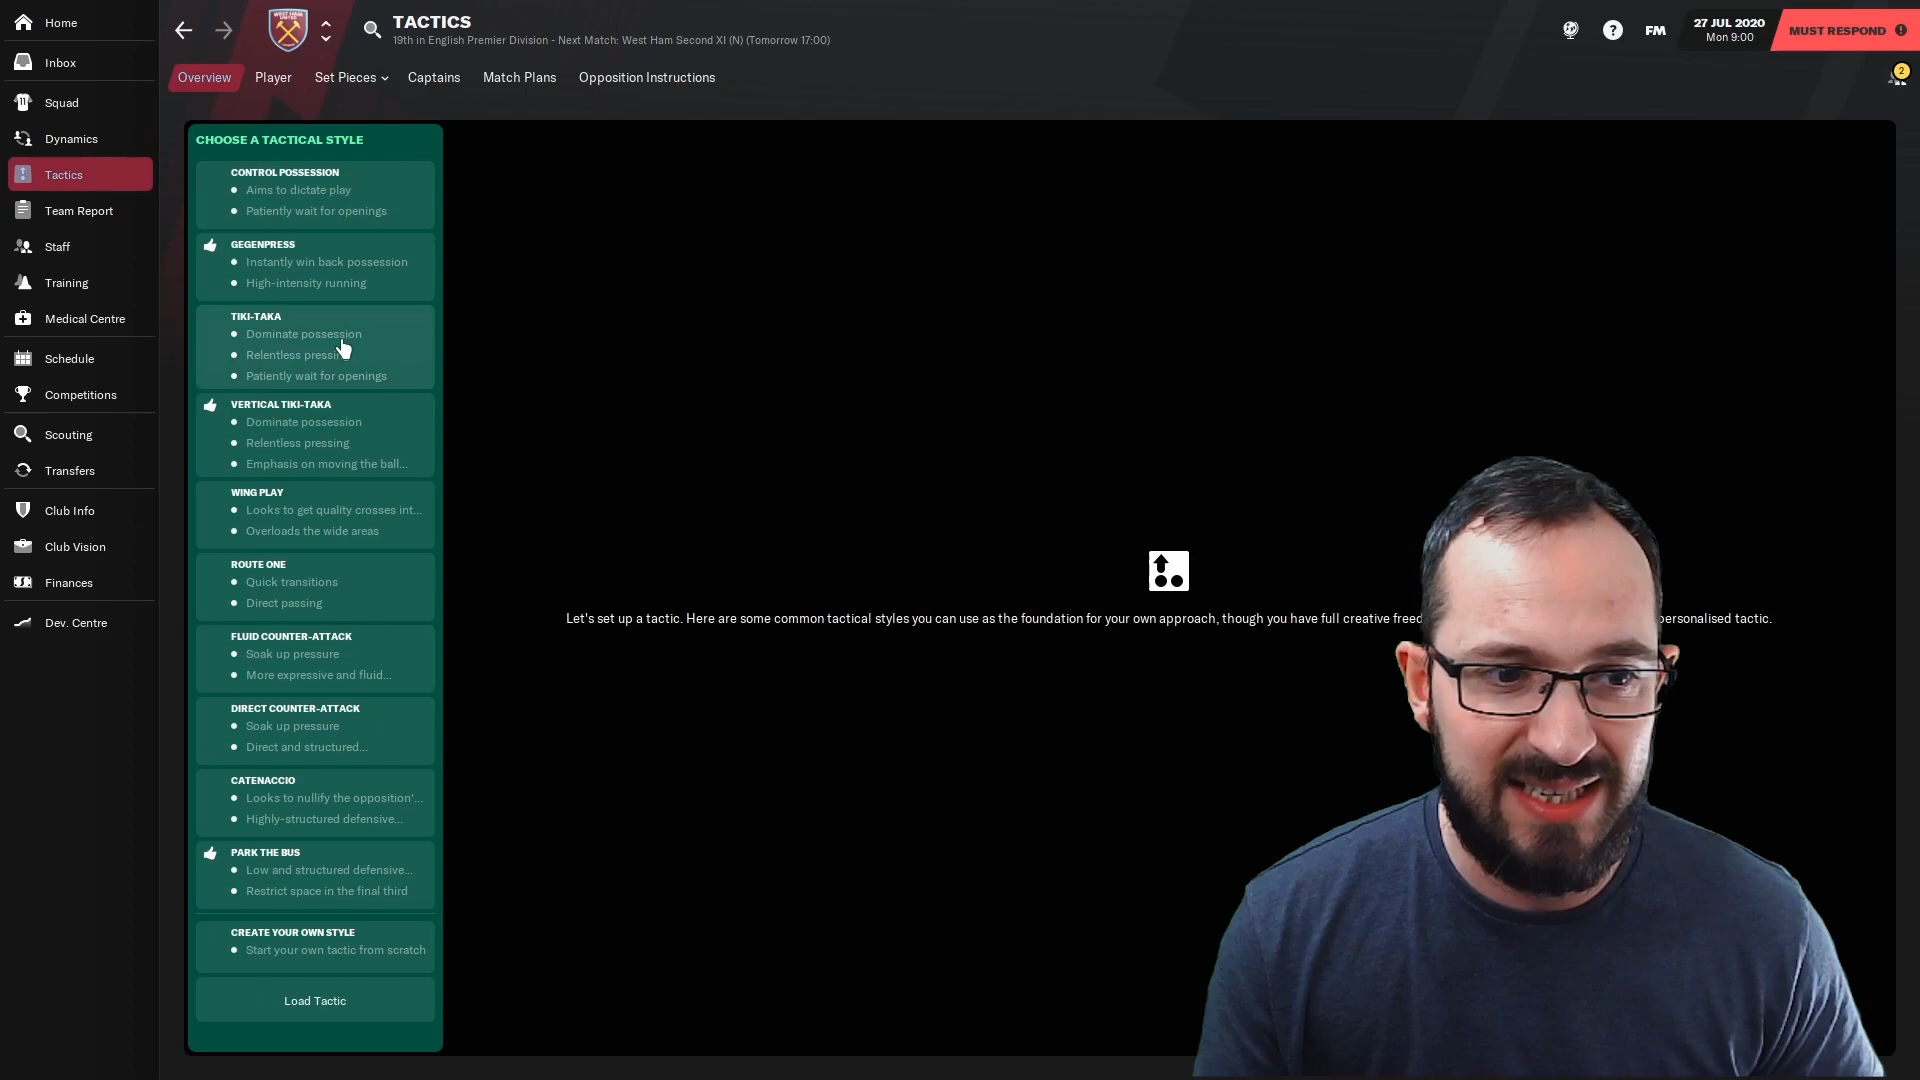 Home
Inbox
Squad
Dynamics
Tactics
Team Report
Staff
Training
Medical Centre
Schedule
Competitions
Scouting
Transfers
Club Info
Club Vision
Finances
Dev. Centre
WEST HAM UNITED
TACTICS
19th in English Premier Division - Next Match: West Ham Second XI (N) (Tomorrow 17:00)
FM
27 JUL 2020
Mon 9:00
MUST RESPOND
2
Overview Player Set Pieces Captains Match Plans Opposition Instructions
CHOOSE A TACTICAL STYLE
CONTROL POSSESSION
Aims to dictate play
Patiently wait for openings
GEGENPRESS
Instantly win back possession
High-intensity running
TIKI-TAKA
Dominate possession
Relentless
Patiently wait for openings
VERTICAL TIKI-TAKA
Dominate possession
Relentless pressing
Emphasis on moving the ball...
WING PLAY
Looks to get quality crosses int...
Overloads the wide areas
ROUTE ONE
Quick transitions
Direct passing
FLUID COUNTER-ATTACK
Soak up pressure
More expressive and fluid...
DIRECT COUNTER-ATTACK
Soak up pressure
Direct and structured...
CATENACCIO
Looks to nullify the opposition'...
Highly-structured defensive...
PARK THE BUS
Low and structured defensive...
Restrict space in the final third
CREATE YOUR OWN STYLE
Start your own tactic from scratch
Load Tactic
Let's set up a tactic. Here are some common tactical styles you can use as the foundation for your own approach, though you have full creative personalised tactic.